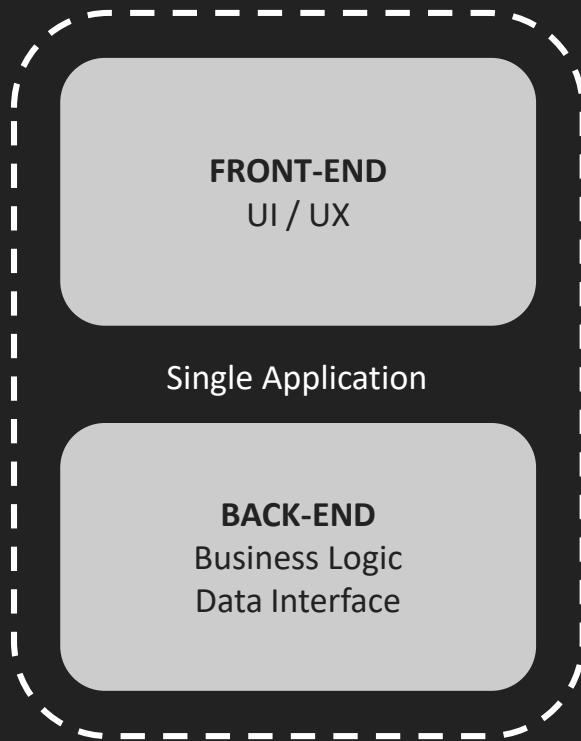 FRONT-END
UI / UX
Single Application
BACK-END
Business Logic
Data Interface